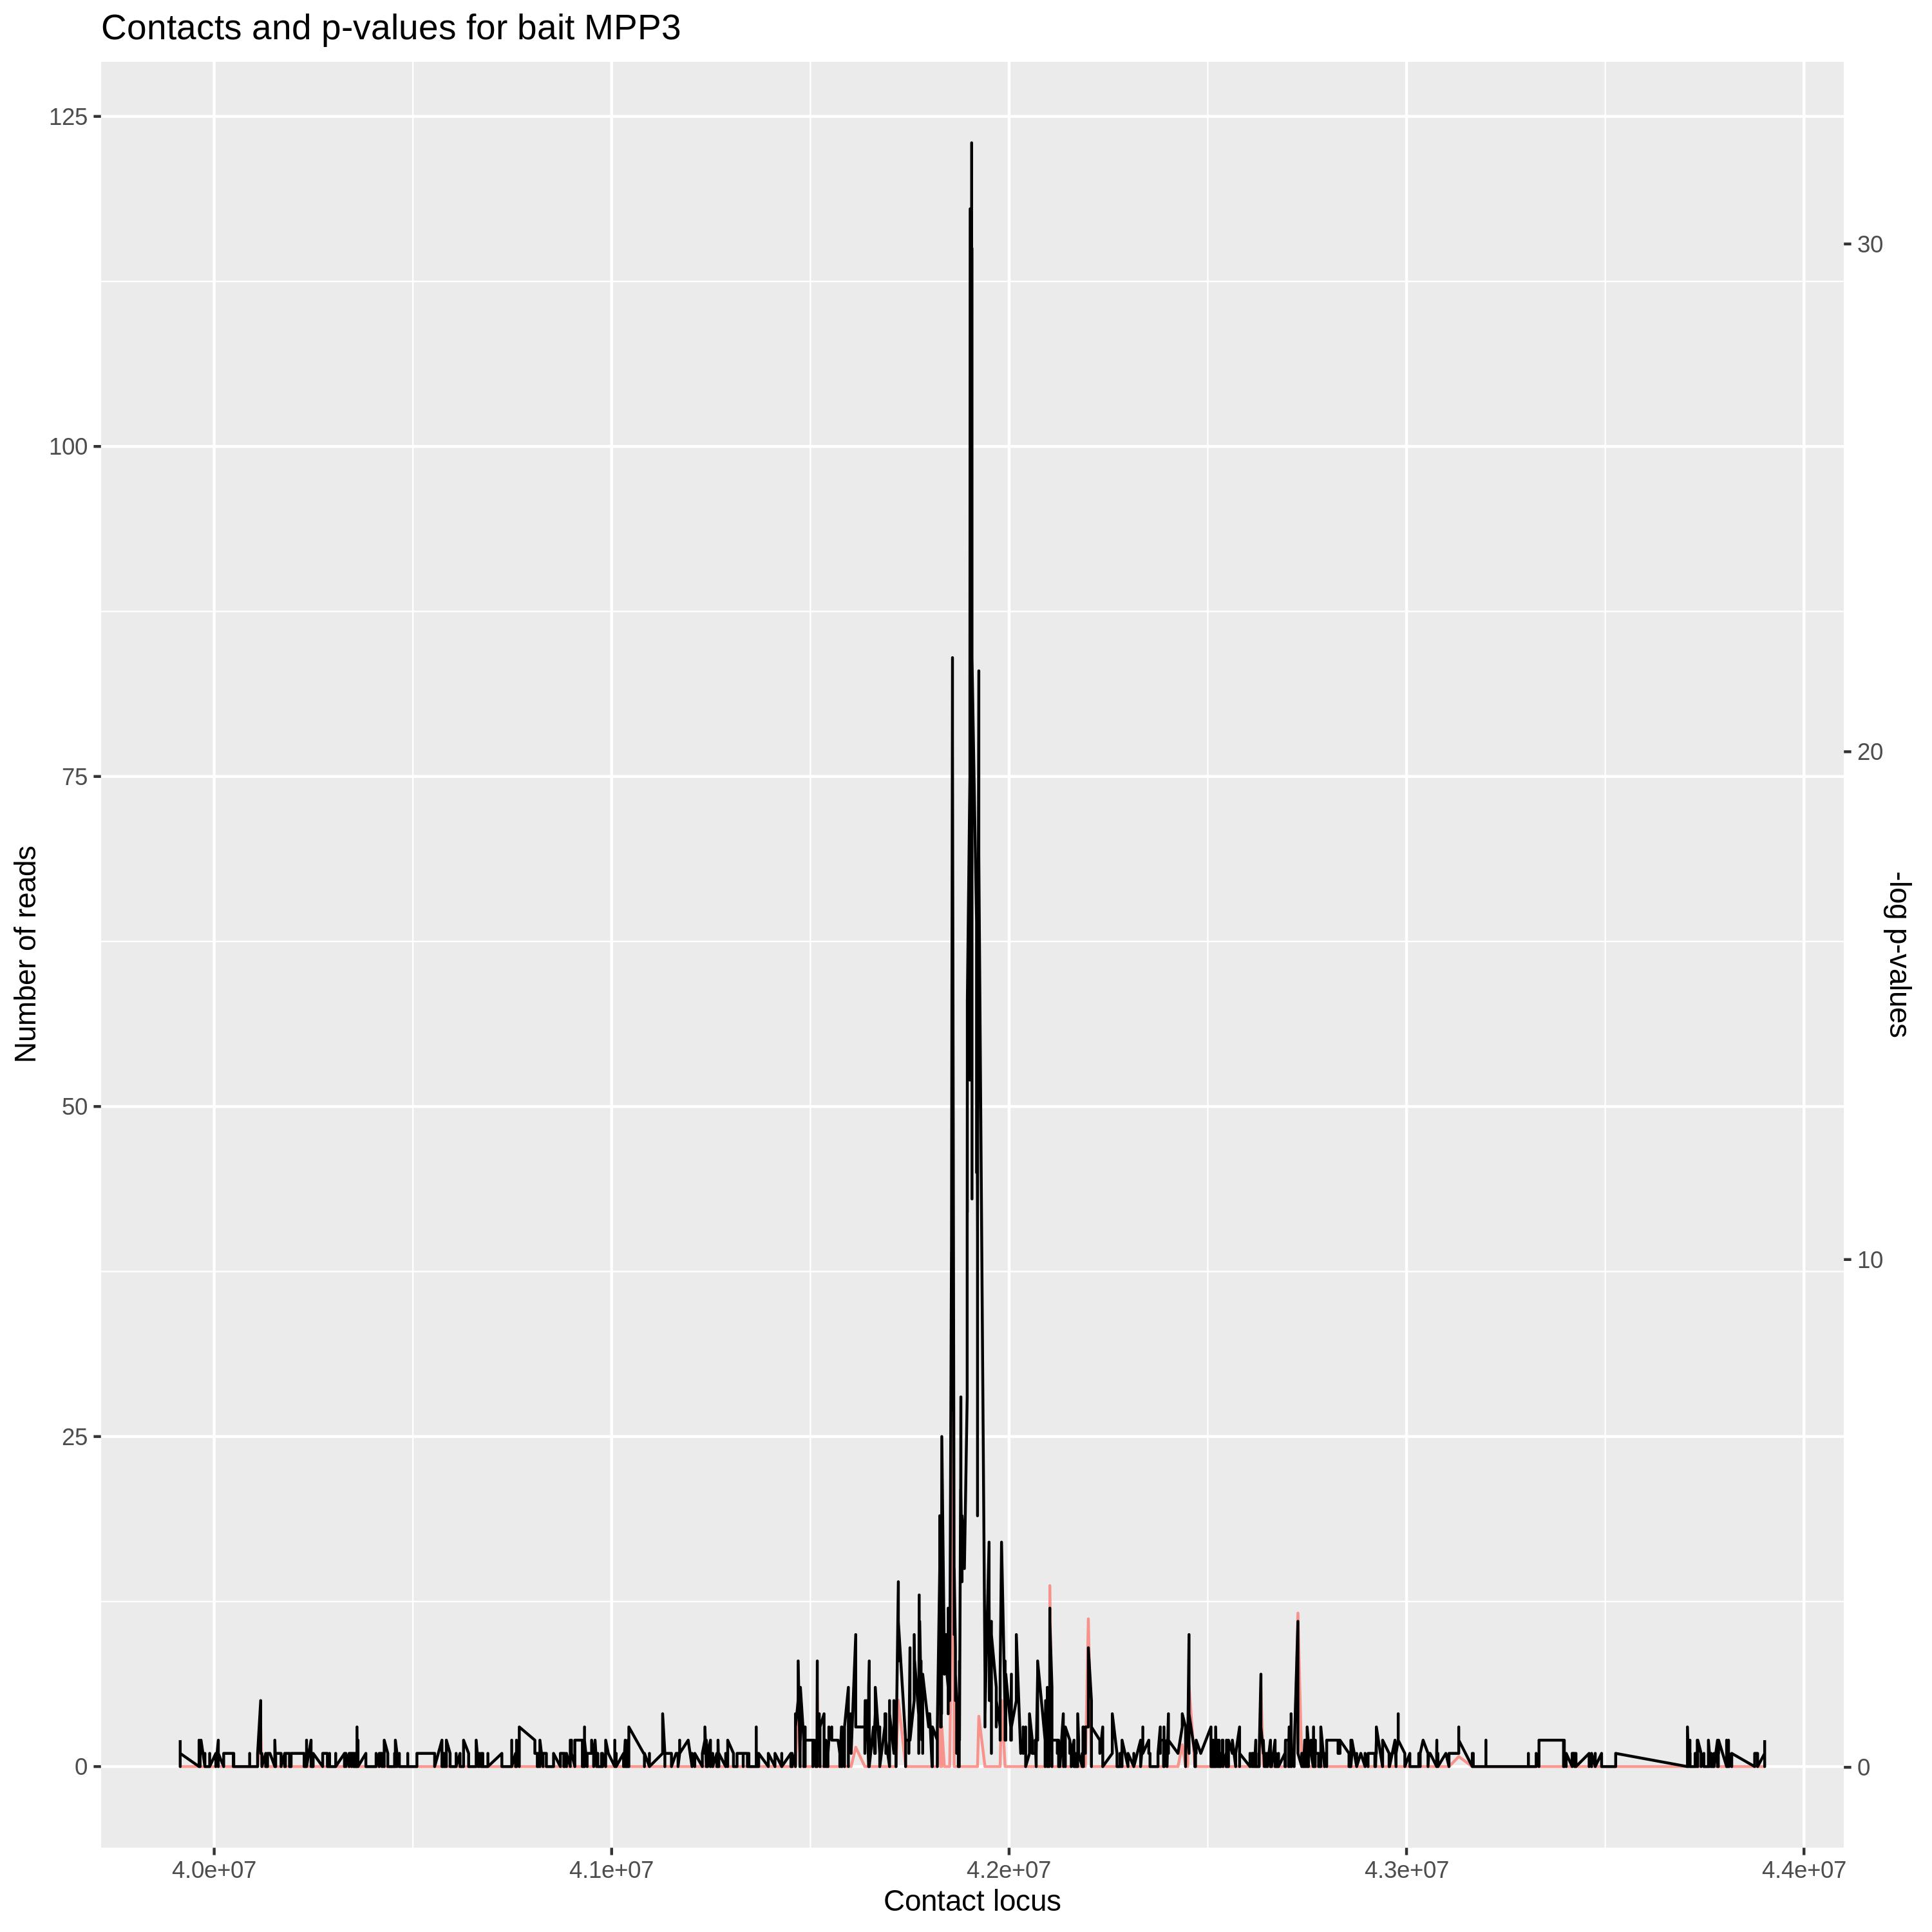 Contacts and p-values for bait MPP3
125
100
75
50
25
0
Number of reads
30
20
10
0
-log p-values
4.0e+07
4.1e+07
4.2e+07
4.3e+07
4.4e+07
Contact locus